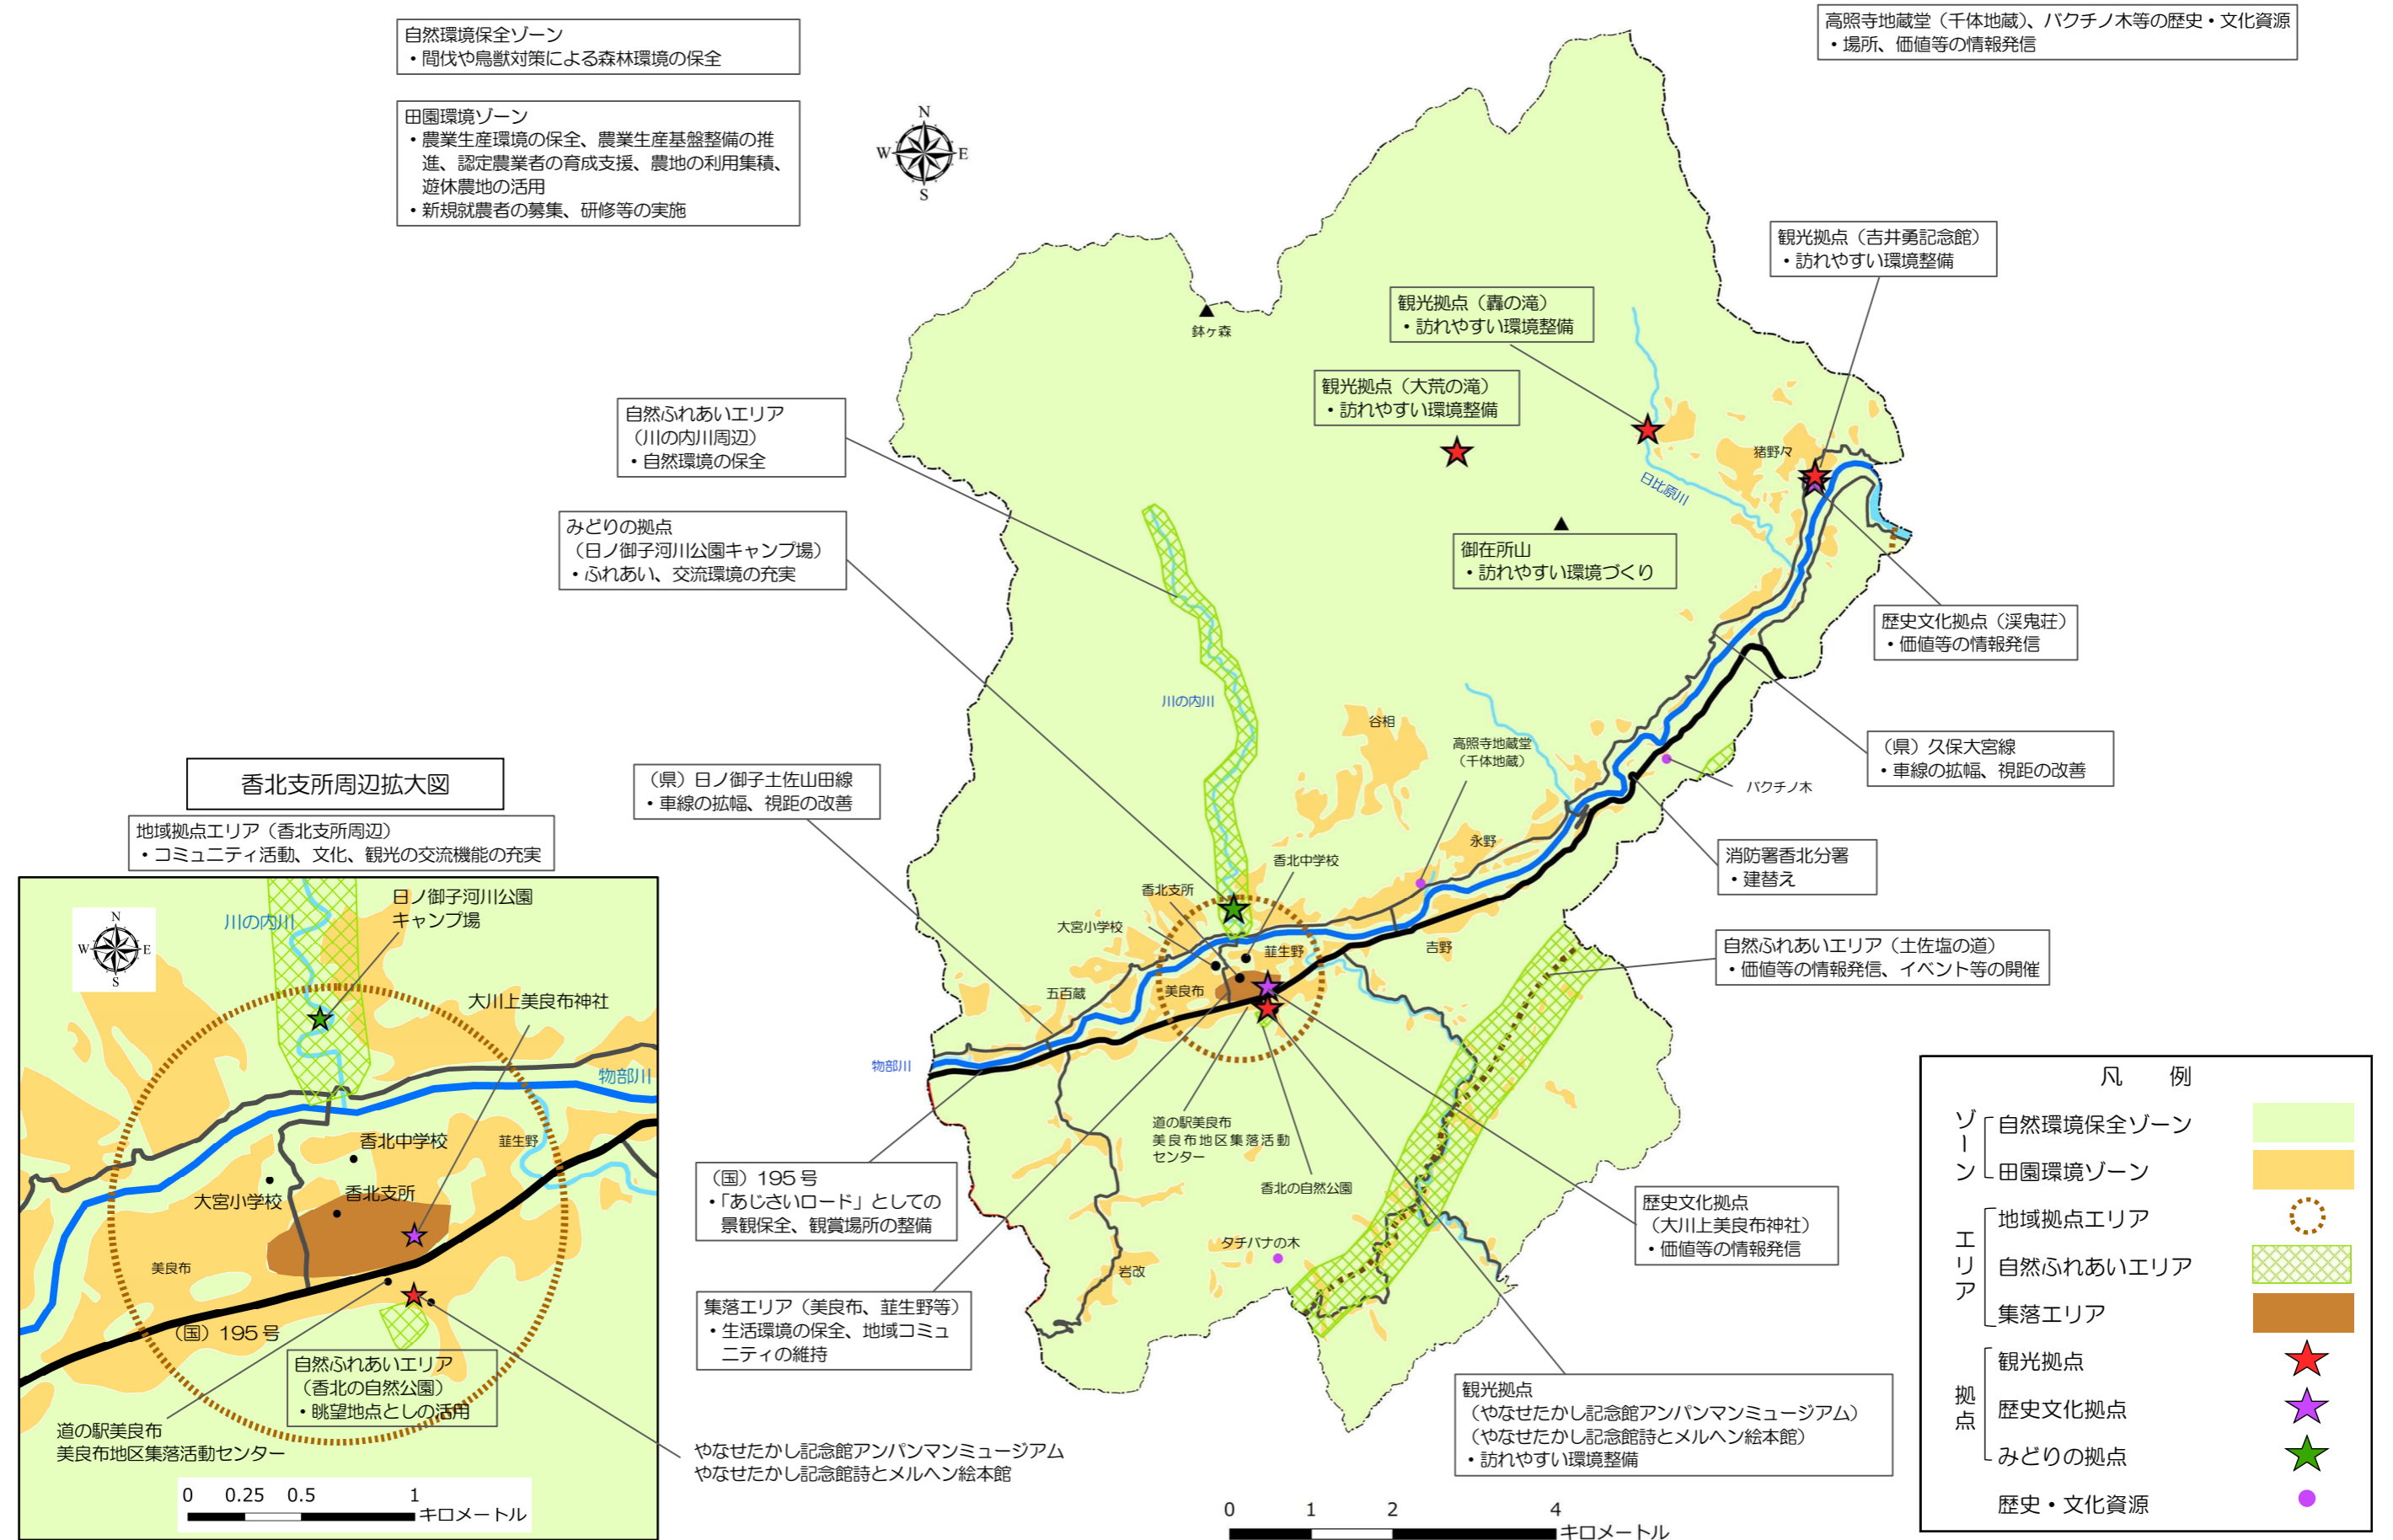 自然環境保全ゾーン
・間伐や鳥獣対策による森林環境の保全
田園環境ゾーン
・農業生産環境の保全、農業生産基盤整備の推
進、認定農業者の育成支援、農地の利用集積、
遊休農地の活用
・新規就農者の募集、研修等の実施
N
W
E
S
高照寺地蔵堂（千体地蔵）、バクチノ木等の歴史・文化資源
・場所、価値等の情報発信
観光拠点（吉井勇記念館）
・訪れやすい環境整備
観光拠点（轟の滝）
・訪れやすい環境整備
観光拠点（大荒の滝）
・訪れやすい環境整備
鉢ヶ森
自然ふれあいエリア
（川の内川周辺）
・自然環境の保全
猪野々
日比原川
みどりの拠点
（日ノ御子河川公園キャンプ場）
・ふれあい、交流環境の充実
御在所山
・訪れやすい環境づくり
歴史文化拠点（渓鬼荘）
・価値等の情報発信
川の内川
谷相
高照寺地蔵堂
（千体地蔵）
（県）久保大宮線
・車線の拡幅、視距の改善
バクチノ木
（県）日ノ御子土佐山田線
・車線の拡幅、視距の改善
永野
消防署香北分署
・建替え
香北中学校
香北支所
大宮小学校
韮生野
吉野
自然ふれあいエリア（土佐塩の道）
・価値等の情報発信、イベント等の開催
五百蔵
美良布
物部川
道の駅美良布
美良布地区集落活動
センター
香北の自然公園
（国）195号
・「あじさいロード」としての
景観保全、観賞場所の整備
歴史文化拠点
（大川上美良布神社）
・価値等の情報発信
タチバナの木
岩改
集落エリア（美良布、韮生野等）
・生活環境の保全、地域コミュ
ニティの維持
観光拠点
（やなせたかし記念館アンパンマンミュージアム）
（やなせたかし記念館詩とメルヘン絵本館）
・訪れやすい環境整備
0 1 2 4
キロメートル
香北支所周辺拡大図
地域拠点エリア（香北支所周辺）
・コミュニティ活動、文化、観光の交流機能の充実
N
W
E
S
川の内川
日ノ御子河川公園
キャンプ場
大川上美良布神社
物部川
香北中学校
韮生野
大宮小学校
香北支所
美良布
（国）195号
自然ふれあいエリア
（香北の自然公園）
・眺望地点としの活用
道の駅美良布
美良布地区集落活動センター
やなせたかし記念館アンパンマンミュージアム
やなせたかし記念館詩とメルヘン絵本館
0 0.25 0.5 1
キロメートル
凡 例
ゾーン
自然環境保全ゾーン
田園環境ゾーン
エリア
地域拠点エリア
自然ふれあいエリア
集落エリア
拠点
観光拠点
歴史文化拠点
みどりの拠点
歴史・文化資源